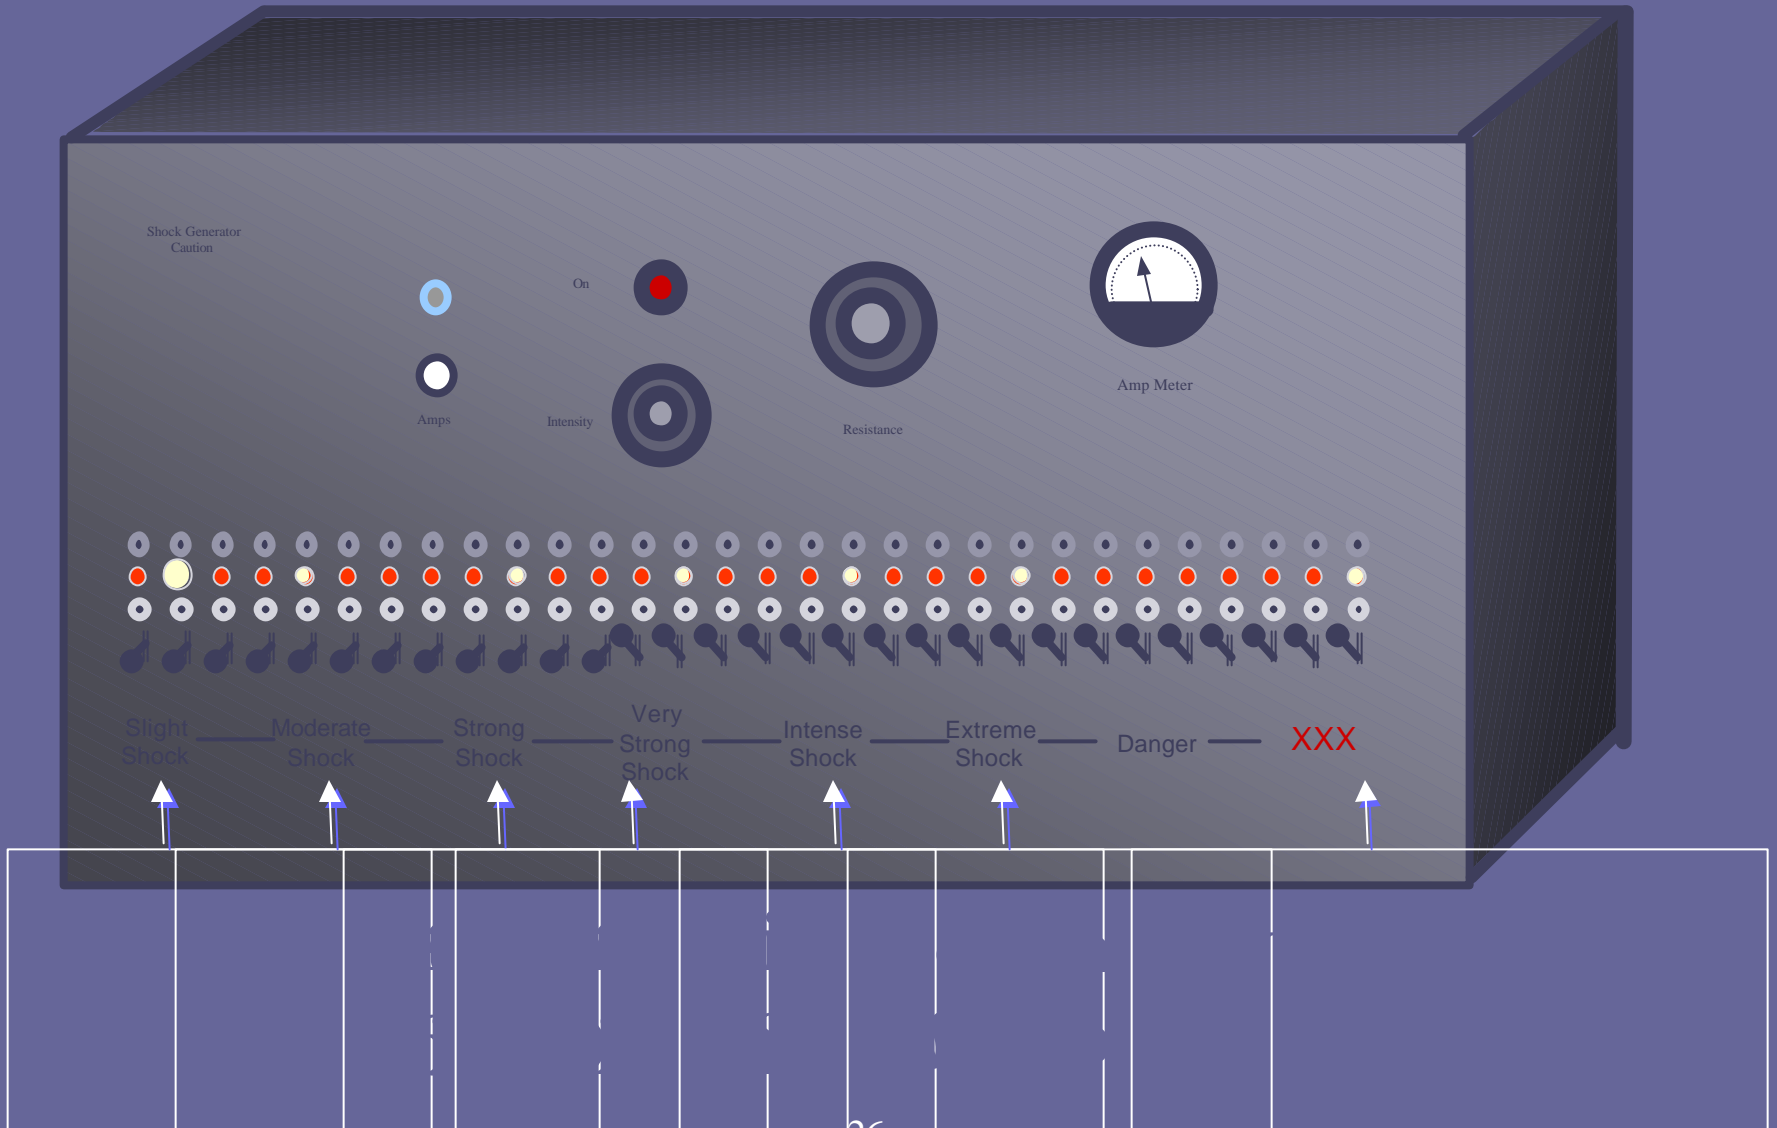 Shock Generator
Caution
On
Amps
Intensity
Resistance
Amp Meter
Slight
Shock
Moderate
Shock
Strong
Shock
Very
Strong
Shock
Intense
Shock
Extreme
Shock
Danger
XXX